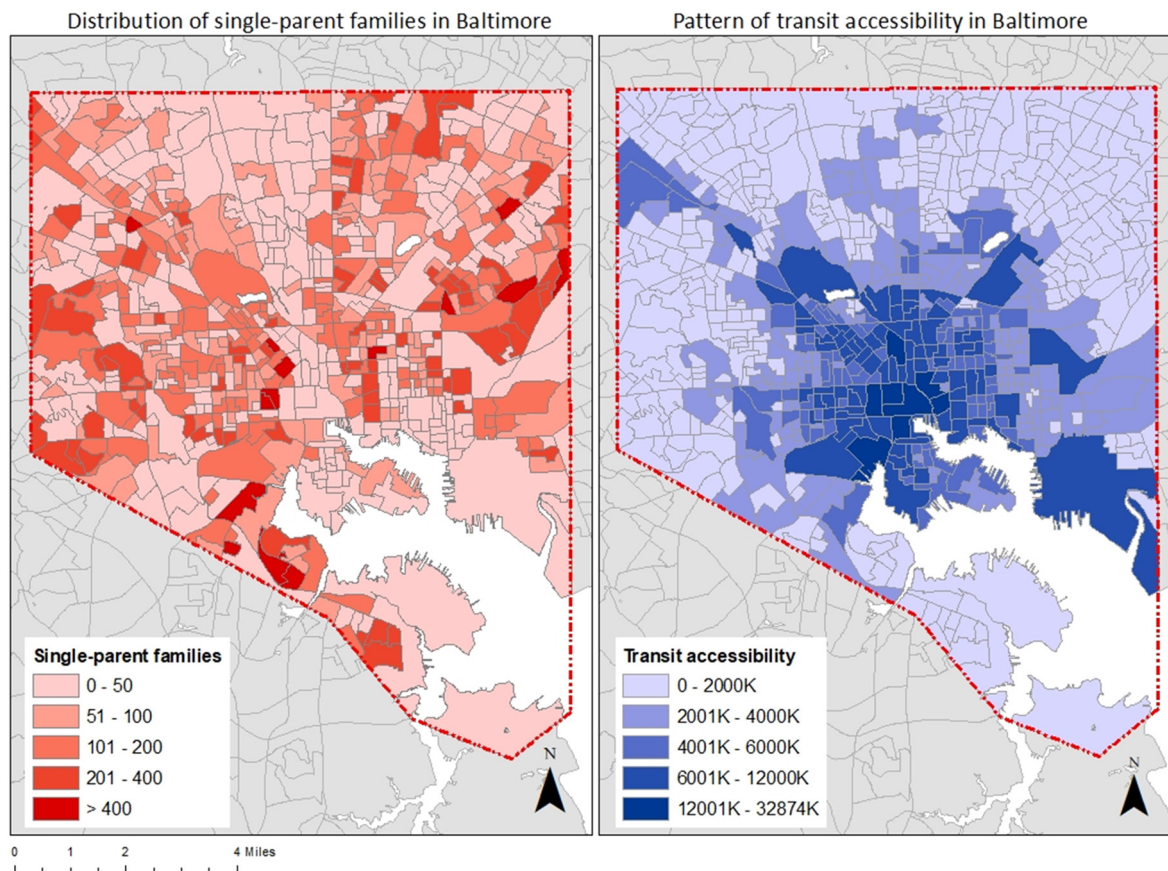 Distribution of single-parent families in Baltimore
Pattern of transit accessibility in Baltimore
Single-parent families
0 - 50
51 - 100
101 - 200
201 - 400
> 400
N
Transit accessibility
0 - 2000K
2001K - 4000K
4001K - 6000K
6001K - 12000K
12001K - 32874K
N
0 1 2 4 Miles